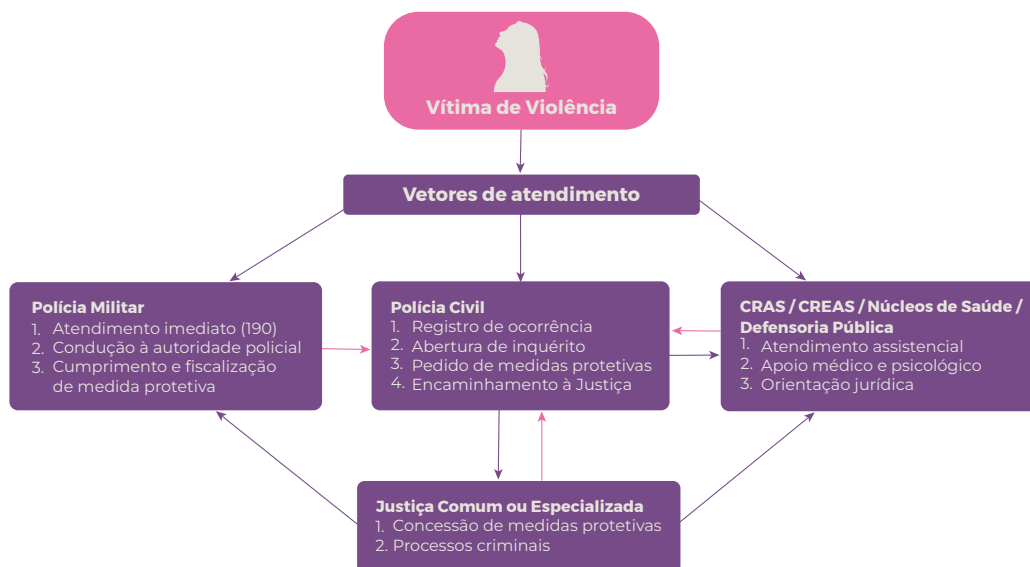 Vítima de Violência
Vetores de atendimento
Polícia Militar
1. Atendimento imediato (190)
2. Condução à autoridade policial
3. Cumprimento e fiscalização
de medida protetiva
Polícia Civil
1. Registro de ocorrência
2. Abertura de inquérito
3. Pedido de medidas protetivas
4. Encaminhamento à Justiça
CRAS / CREAS / Núcleos de Saúde /
Defensoria Pública
1. Atendimento assistencial
2. Apoio médico e psicológico
3. Orientação jurídica
Justiça Comum ou Especializada
1. Concessão de medidas protetivas
2. Processos criminais